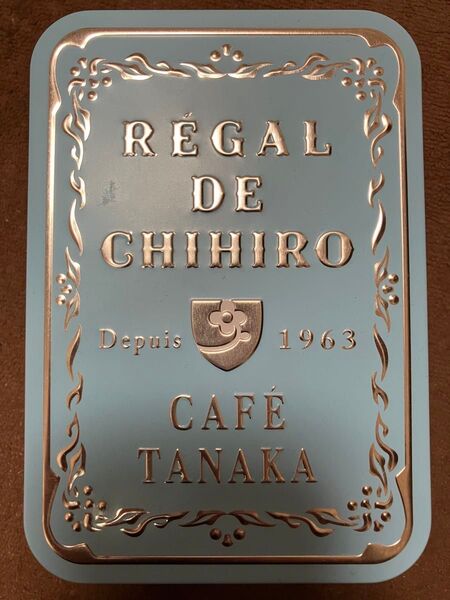 RÉGAL
DE
CHIHIRO
Depuis 1963
CAFÉ
TANAKA